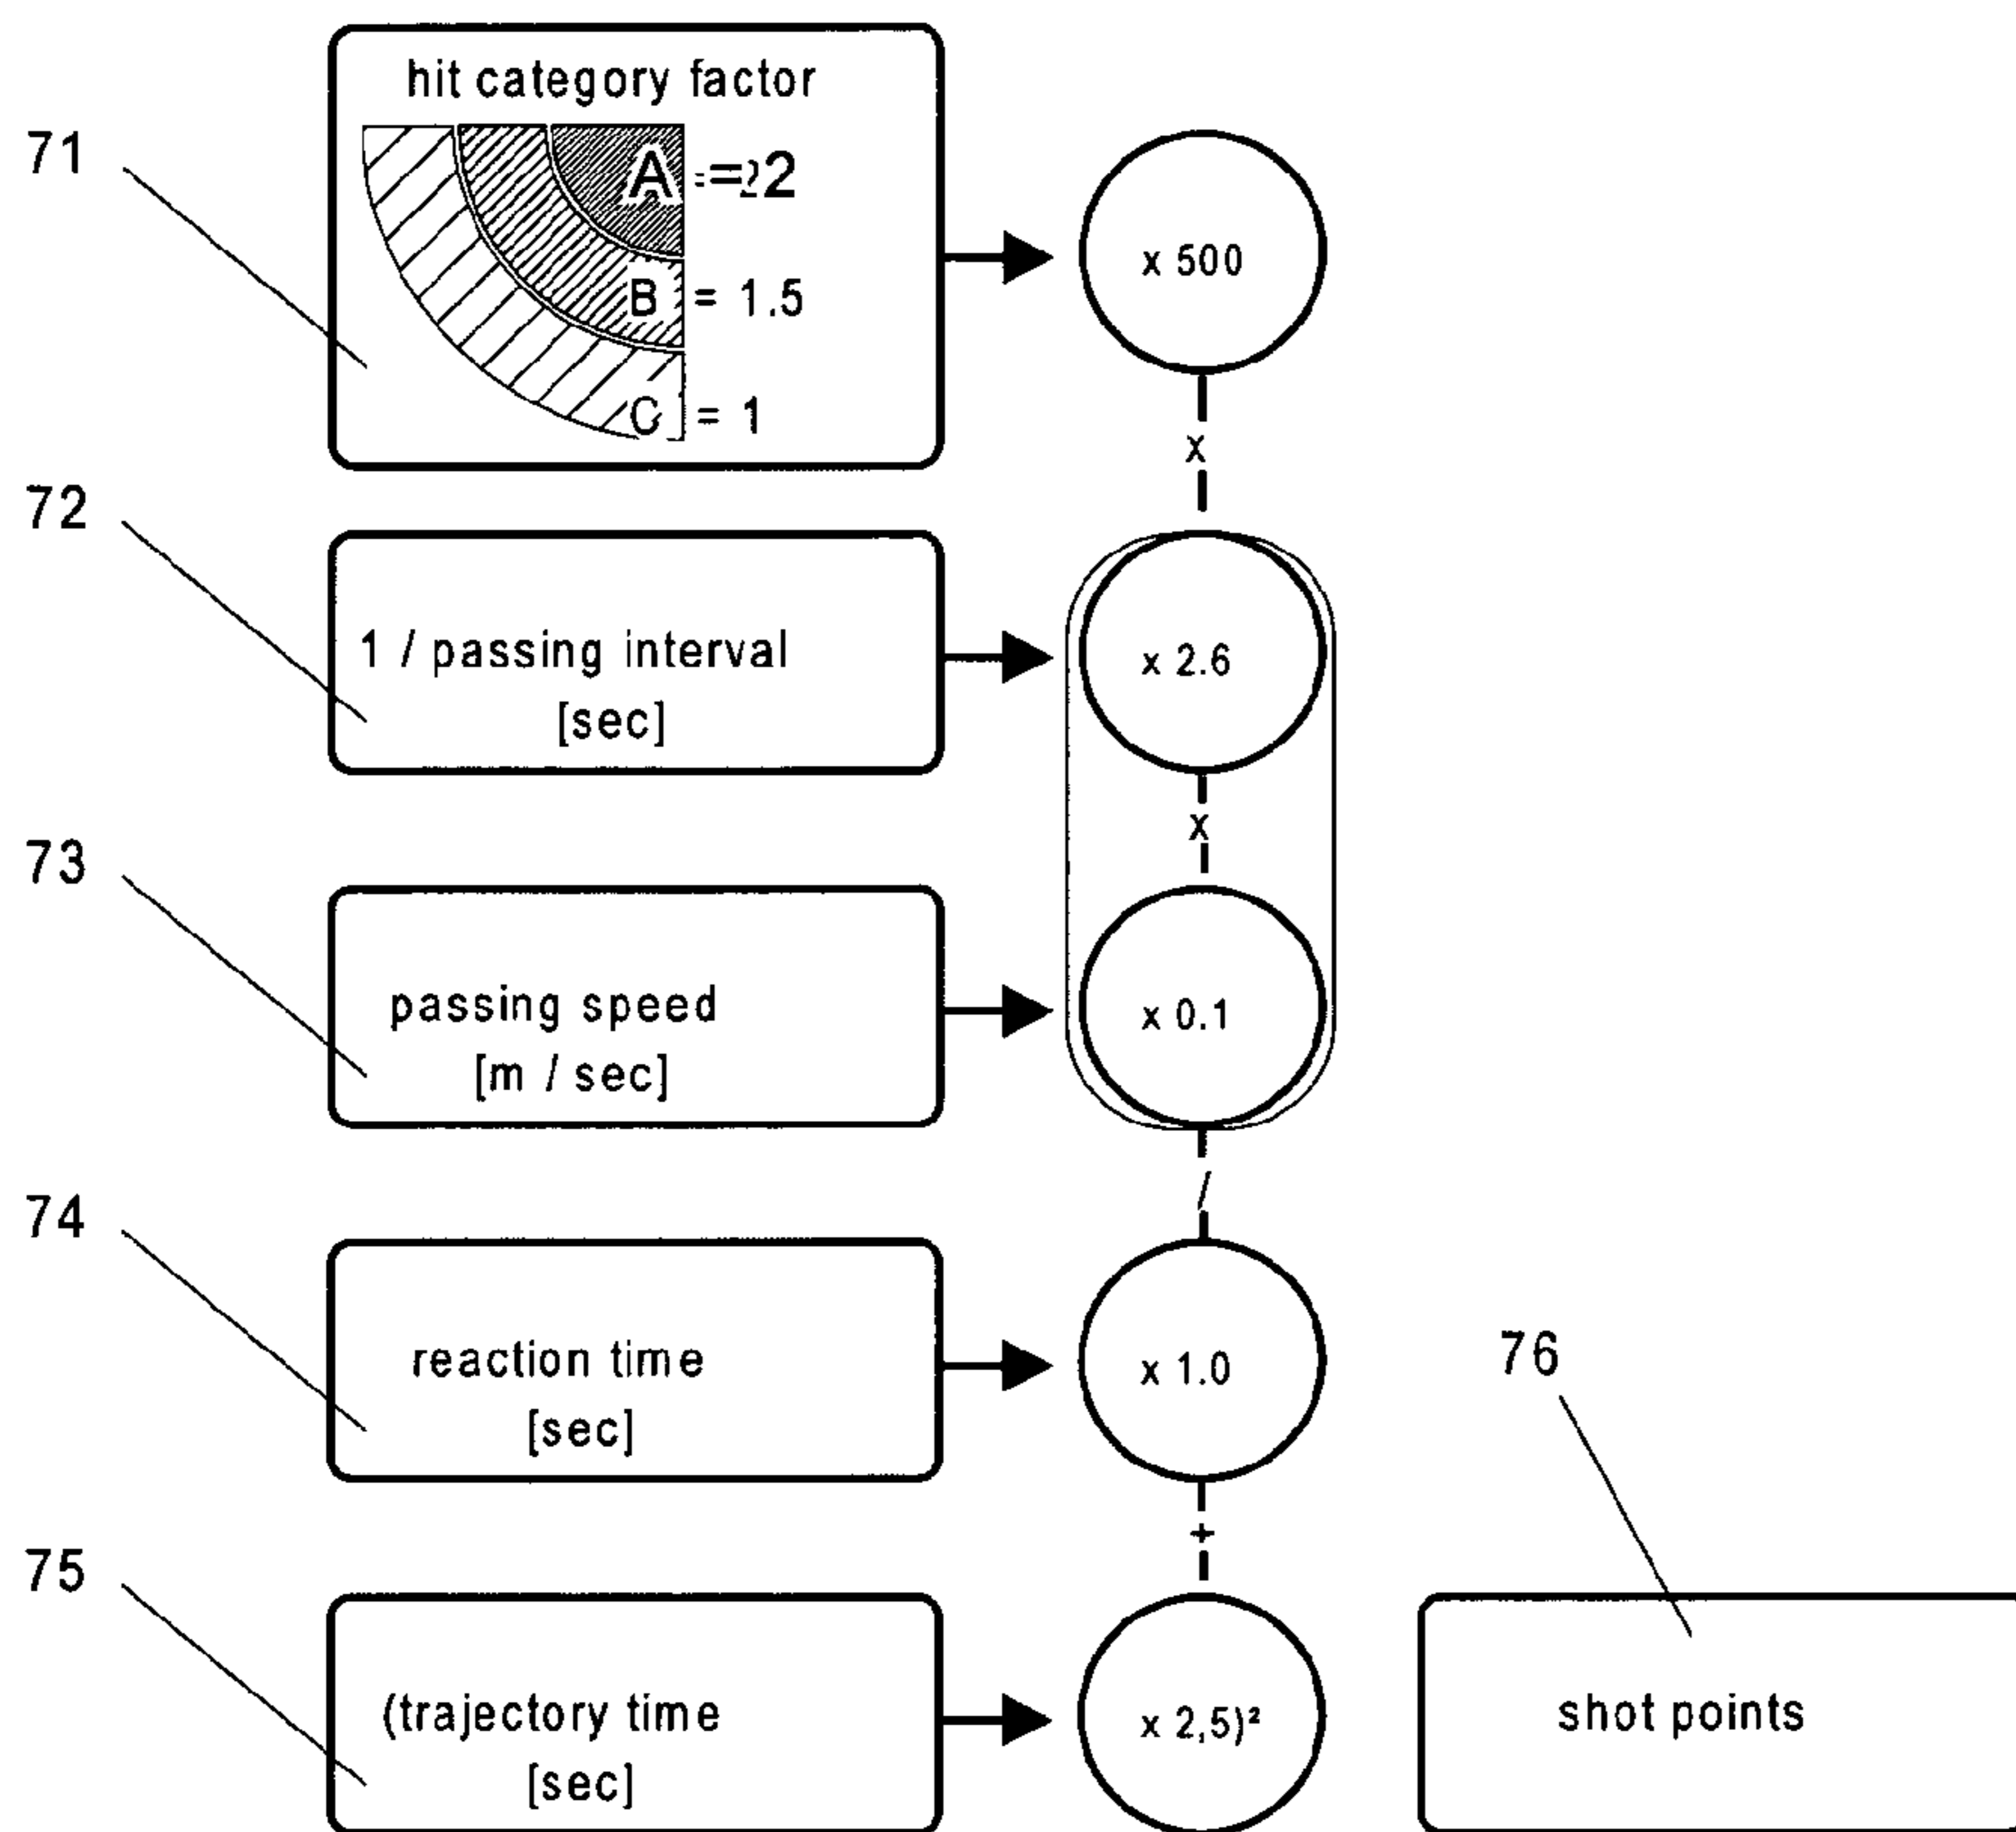 hit category factor
71
A = 2
x 500
B = 1.5
C = 1
x
72
1 / passing interval
[sec]
x 2.6
x
73
passing speed
[m / sec]
x 0.1
/
74
reaction time
[sec]
x 1.0
76
+
75
(trajectory time
[sec]
x 2,5)²
shot points